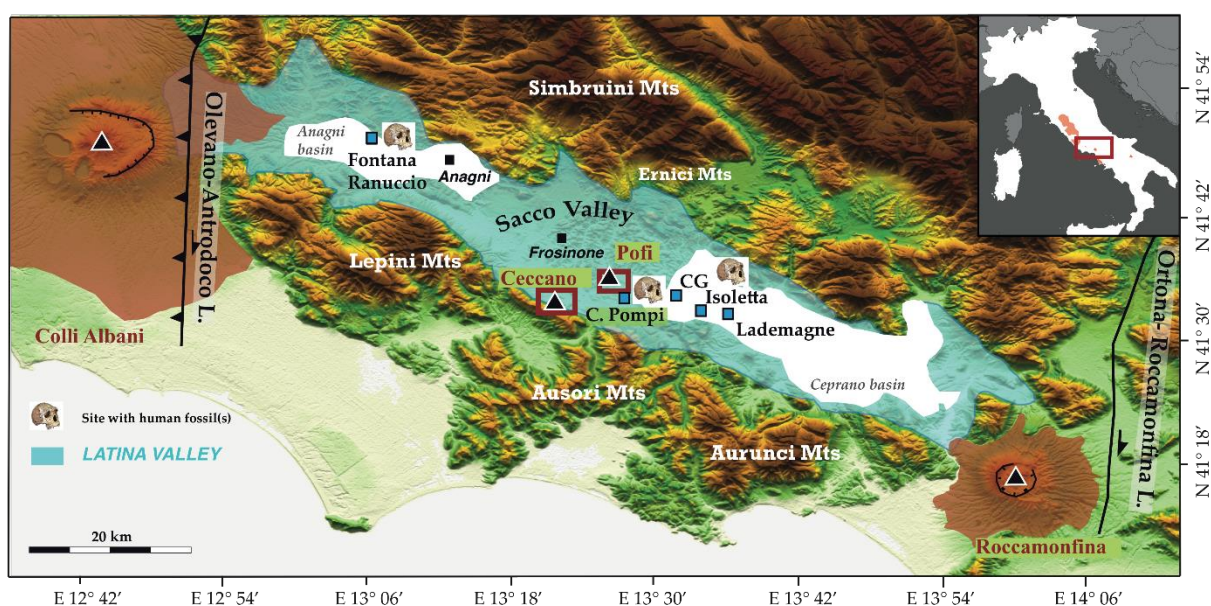 Simbruini Mts
Anagni
basin
Fontana
Ranuccio
Anagni
Ernici Mts
Olevano-Antrodoco L.
Sacco Valley
Frosinone
Lepini Mts
Pofi
Ceccano
CG
Isoletta
C. Pompi
Lademagne
Colli Albani
Ausori Mts
Ceprano basin
Aurunci Mts
Ortona-Roccamonfina L.
Roccamonfina
Site with human fossil(s)
LATINA VALLEY
20 km
N 41° 54′
N 41° 42′
N 41° 30′
N 41° 18′
E 12° 42′
E 12° 54′
E 13° 06′
E 13° 18′
E 13° 30′
E 13° 42′
E 13° 54′
E 14° 06′